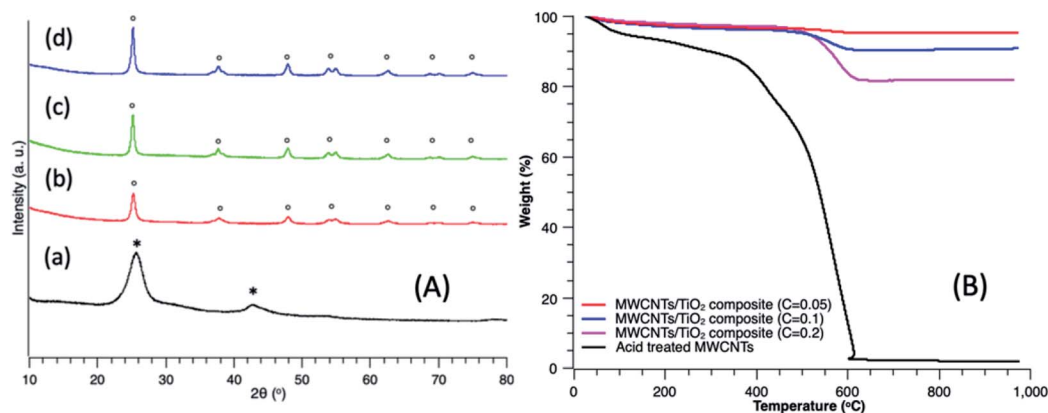 (d)
(c)
(b)
(a)
*
*
(A)
Intensity (a. u.)
10 20 30 40 50 60 70 80
2θ (°)
100
80
60
40
20
0
Weight (%)
MWCNTs/TiO₂ composite (C=0.05)
MWCNTs/TiO₂ composite (C=0.1)
MWCNTs/TiO₂ composite (C=0.2)
Acid treated MWCNTs
(B)
0 200 400 600 800 1,000
Temperature (°C)